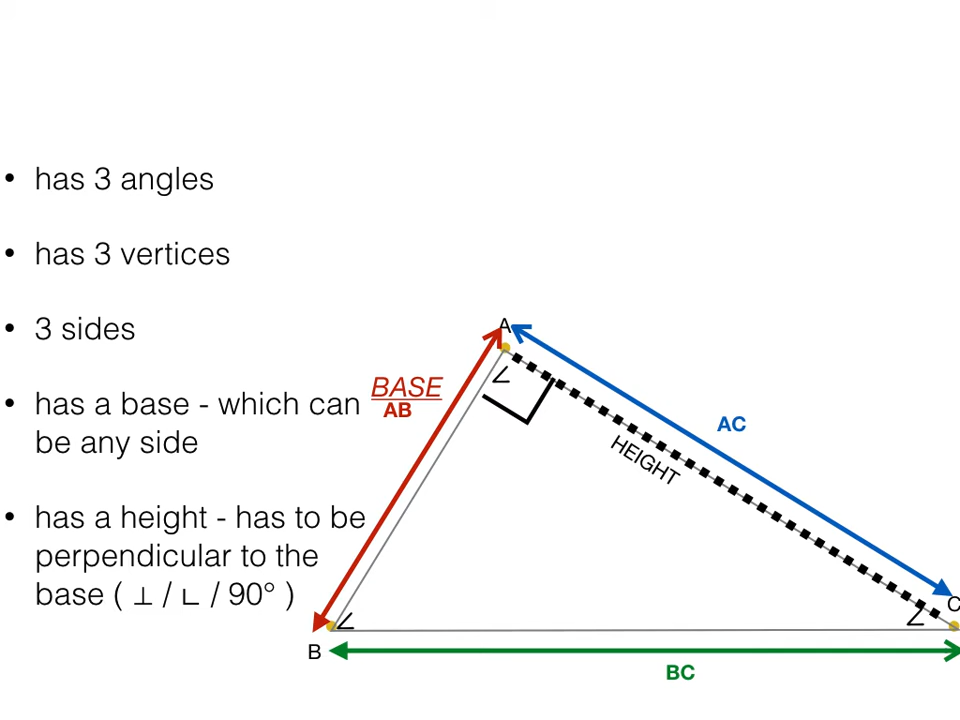 • has 3 angles
• has 3 vertices
• 3 sides
• has a base - which can
be any side
• has a height - has to be
perpendicular to the
base ( ⊥ / ∟ / 90° )
A
BASE
AB
∠
AC
HEIGHT
C
∠
∠
B
BC